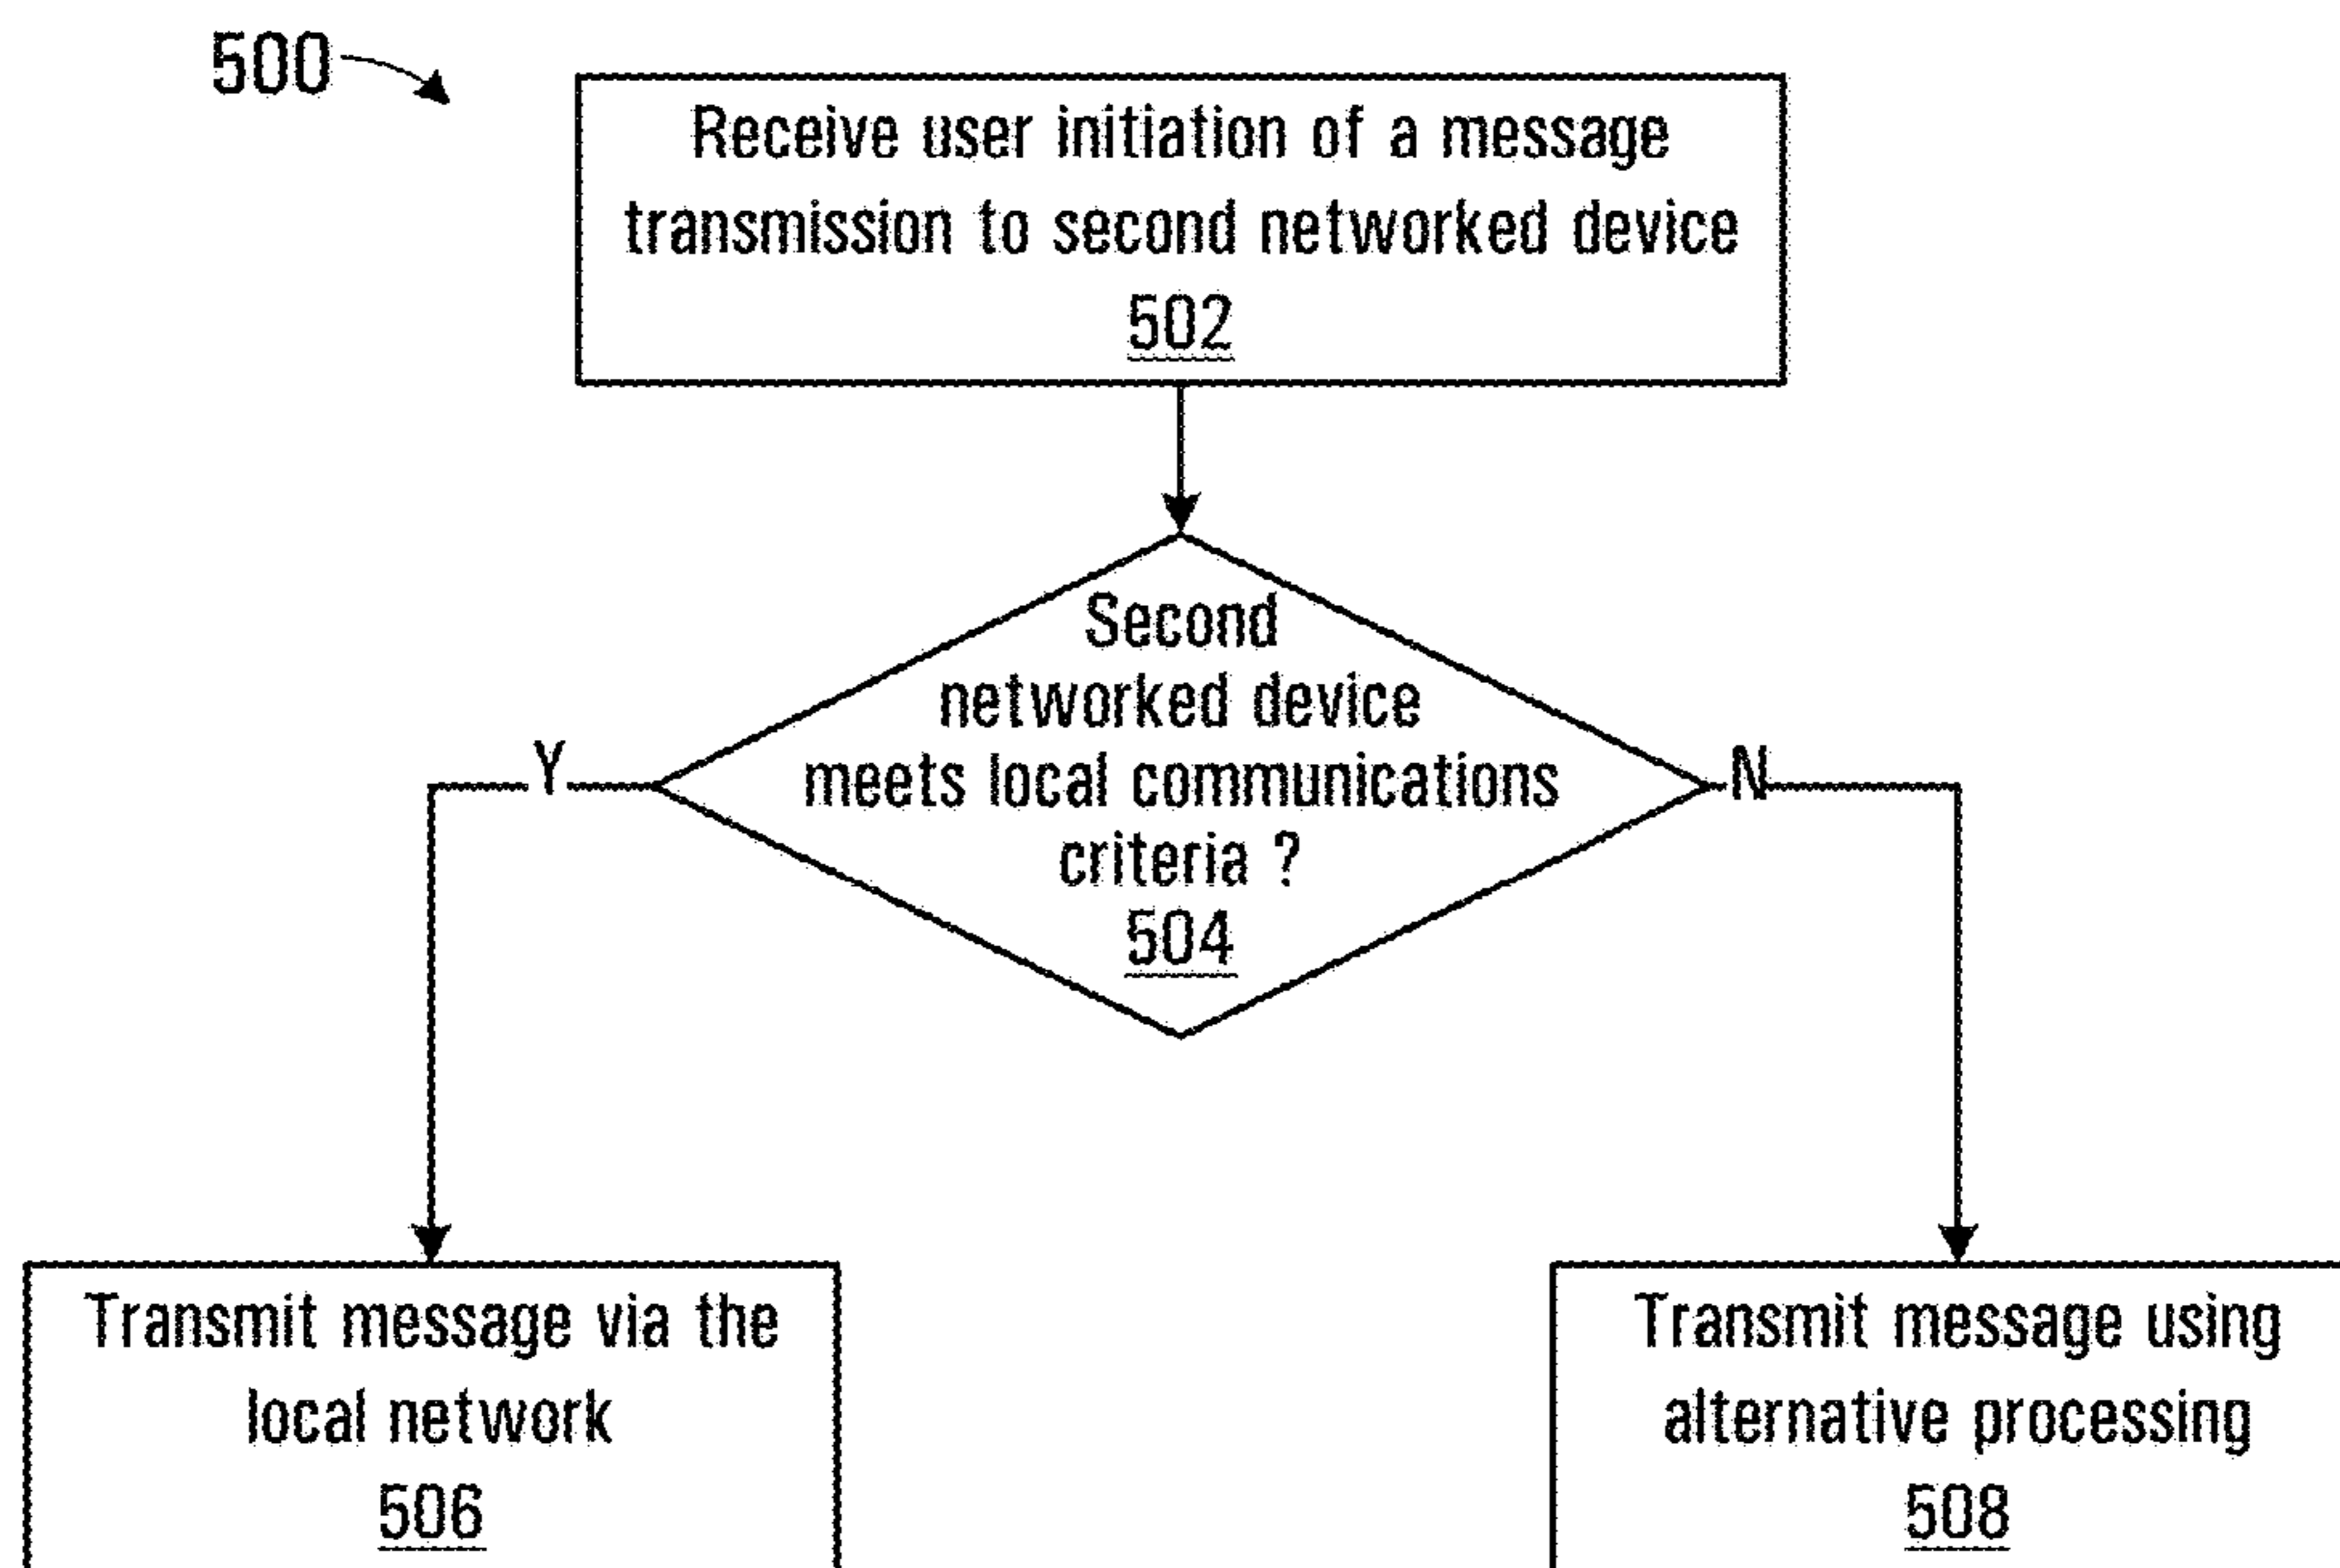 500
Receive user initiation of a message
transmission to second networked device
502
Second
networked device
meets local communications
criteria ?
504
Y
N
Transmit message via the
local network
506
Transmit message using
alternative processing
508